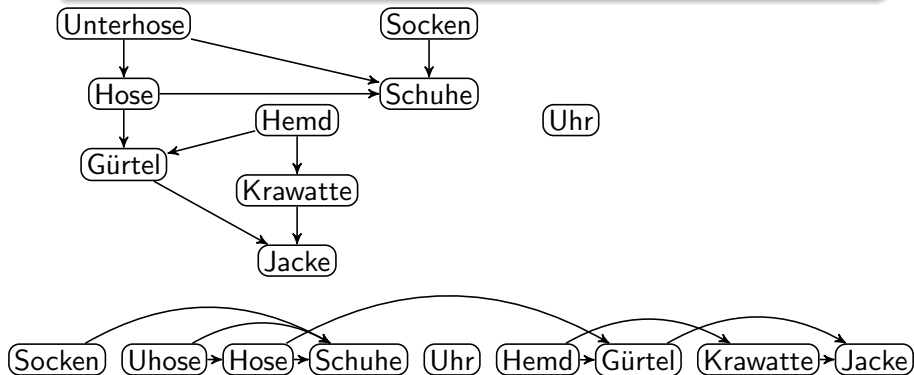 Unterhose Socken
Hose Schuhe
Hemd Uhr
Gürtel
Krawatte
Jacke
Socken Uhose Hose Schuhe Uhr Hemd Gürtel Krawatte Jacke